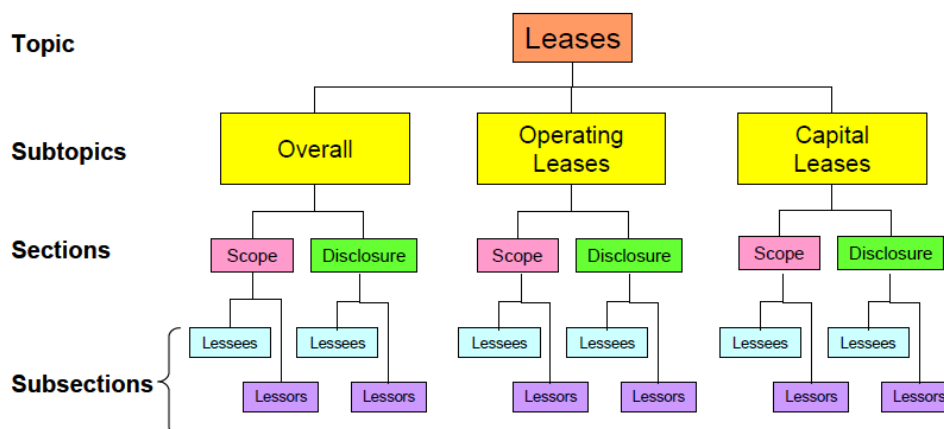 Topic
Leases
Subtopics
Overall
Operating
Leases
Capital
Leases
Sections
Scope
Disclosure
Scope
Disclosure
Scope
Disclosure
Subsections
Lessees
Lessees
Lessees
Lessees
Lessees
Lessees
Lessors
Lessors
Lessors
Lessors
Lessors
Lessors